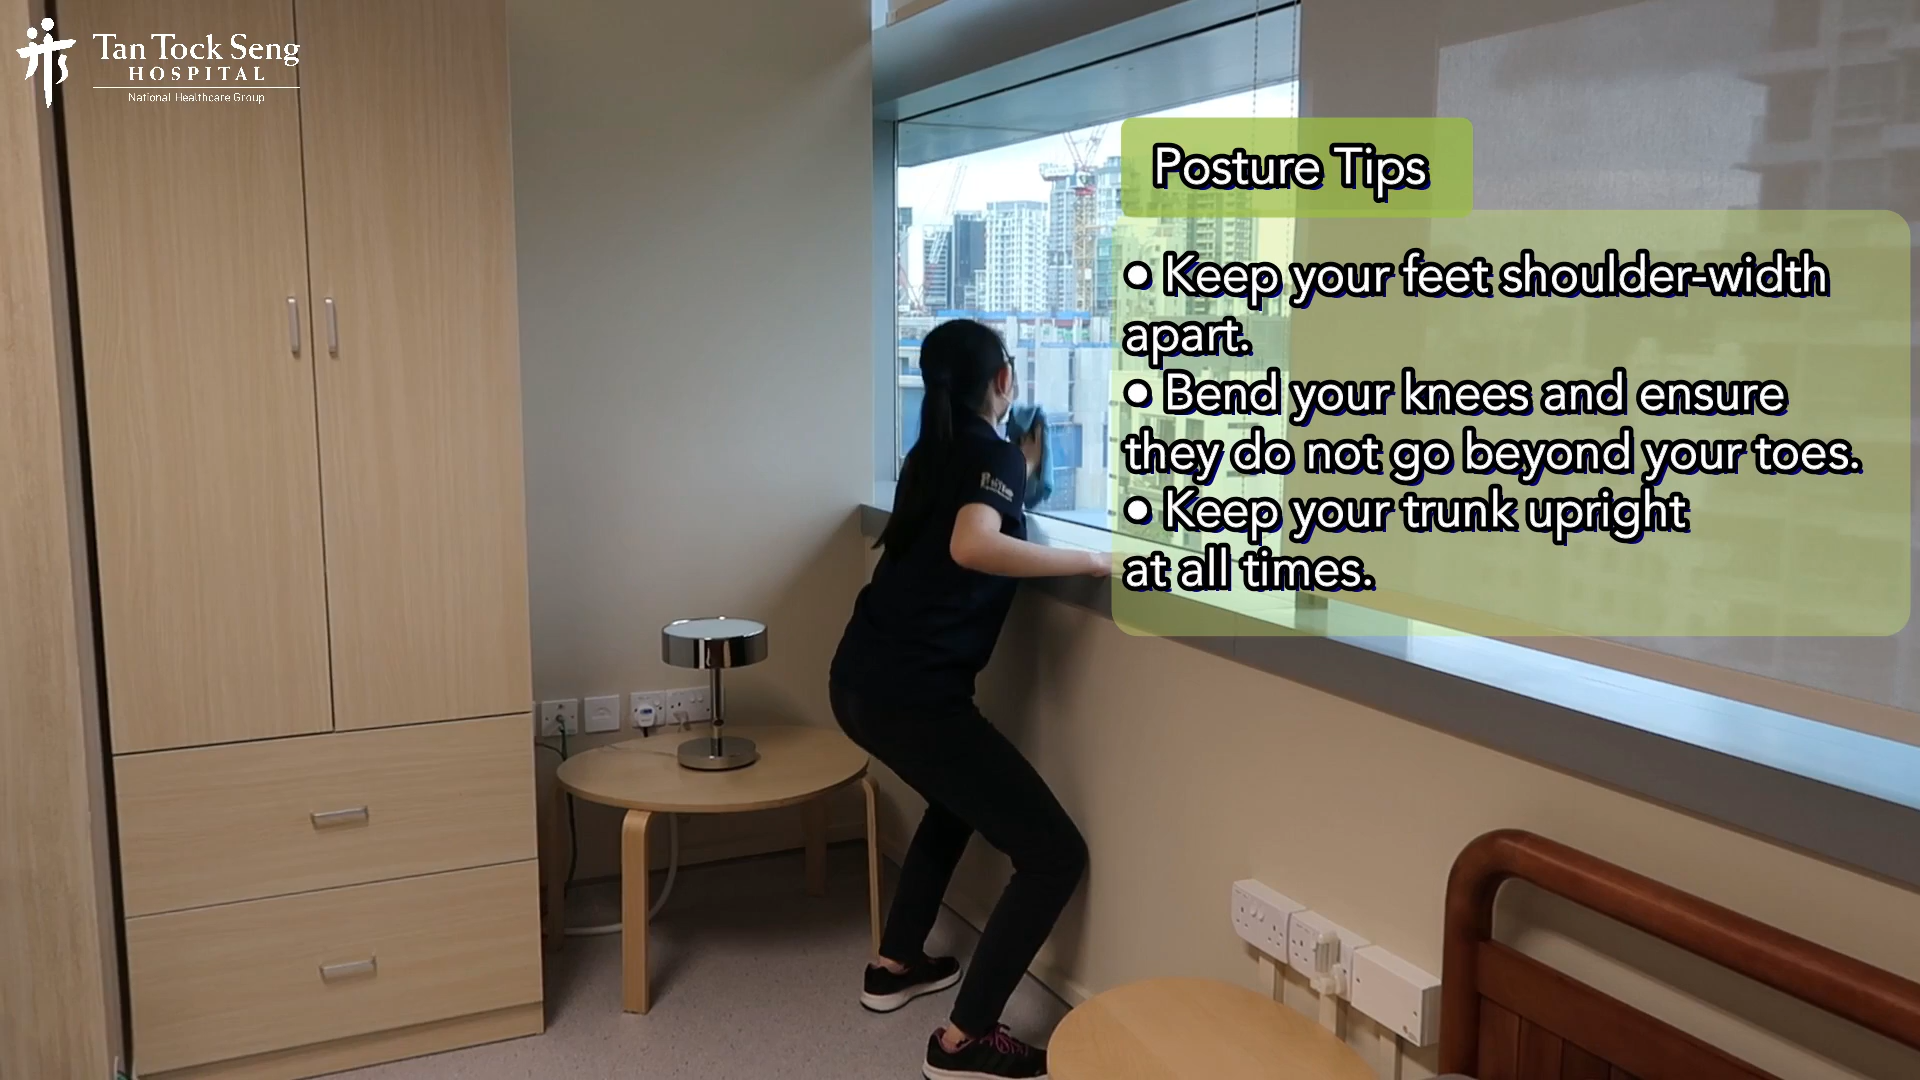 Tan Tock Seng
HOSPITAL
National Healthcare Group
Posture Tips
• Keep your feet shoulder-width
apart.
• Bend your knees and ensure
they do not go beyond your toes.
• Keep your trunk upright
at all times.